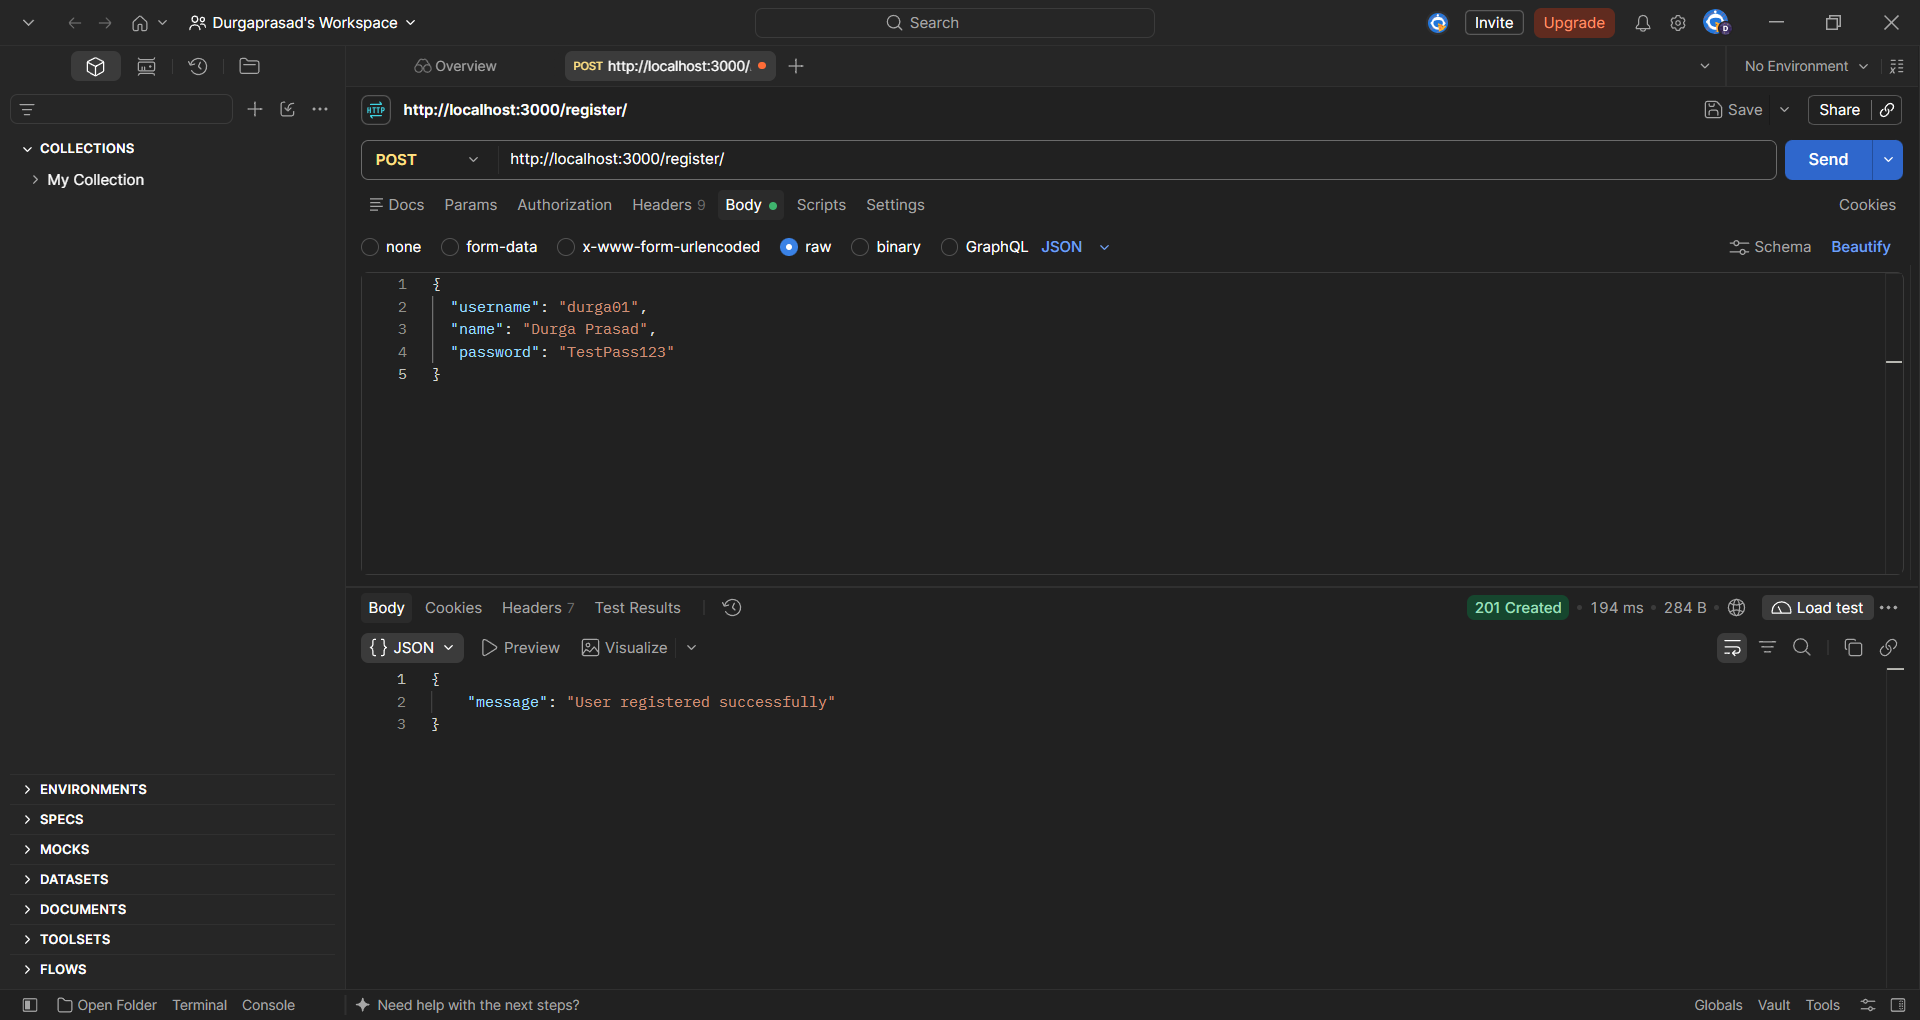 Durgaprasad's Workspace
Search
Invite
Upgrade
Overview
POST http://localhost:3000/.
No Environment
HTTP http://localhost:3000/register/
Save
Share
COLLECTIONS
My Collection
POST
http://localhost:3000/register/
Send
Docs
Params
Authorization
Headers 9
Body
Scripts
Settings
Cookies
none
form-data
x-www-form-urlencoded
raw
binary
GraphQL
JSON
Schema
Beautify
1 {
2 "username": "durga01",
3 "name": "Durga Prasad",
4 "password": "TestPass123"
5 }
Body
Cookies
Headers 7
Test Results
201 Created
194 ms
284 B
Load test
{} JSON
Preview
Visualize
1 {
2 "message": "User registered successfully"
3 }
ENVIRONMENTS
SPECS
MOCKS
DATASETS
DOCUMENTS
TOOLSETS
FLOWS
Open Folder
Terminal
Console
Need help with the next steps?
Globals
Vault
Tools